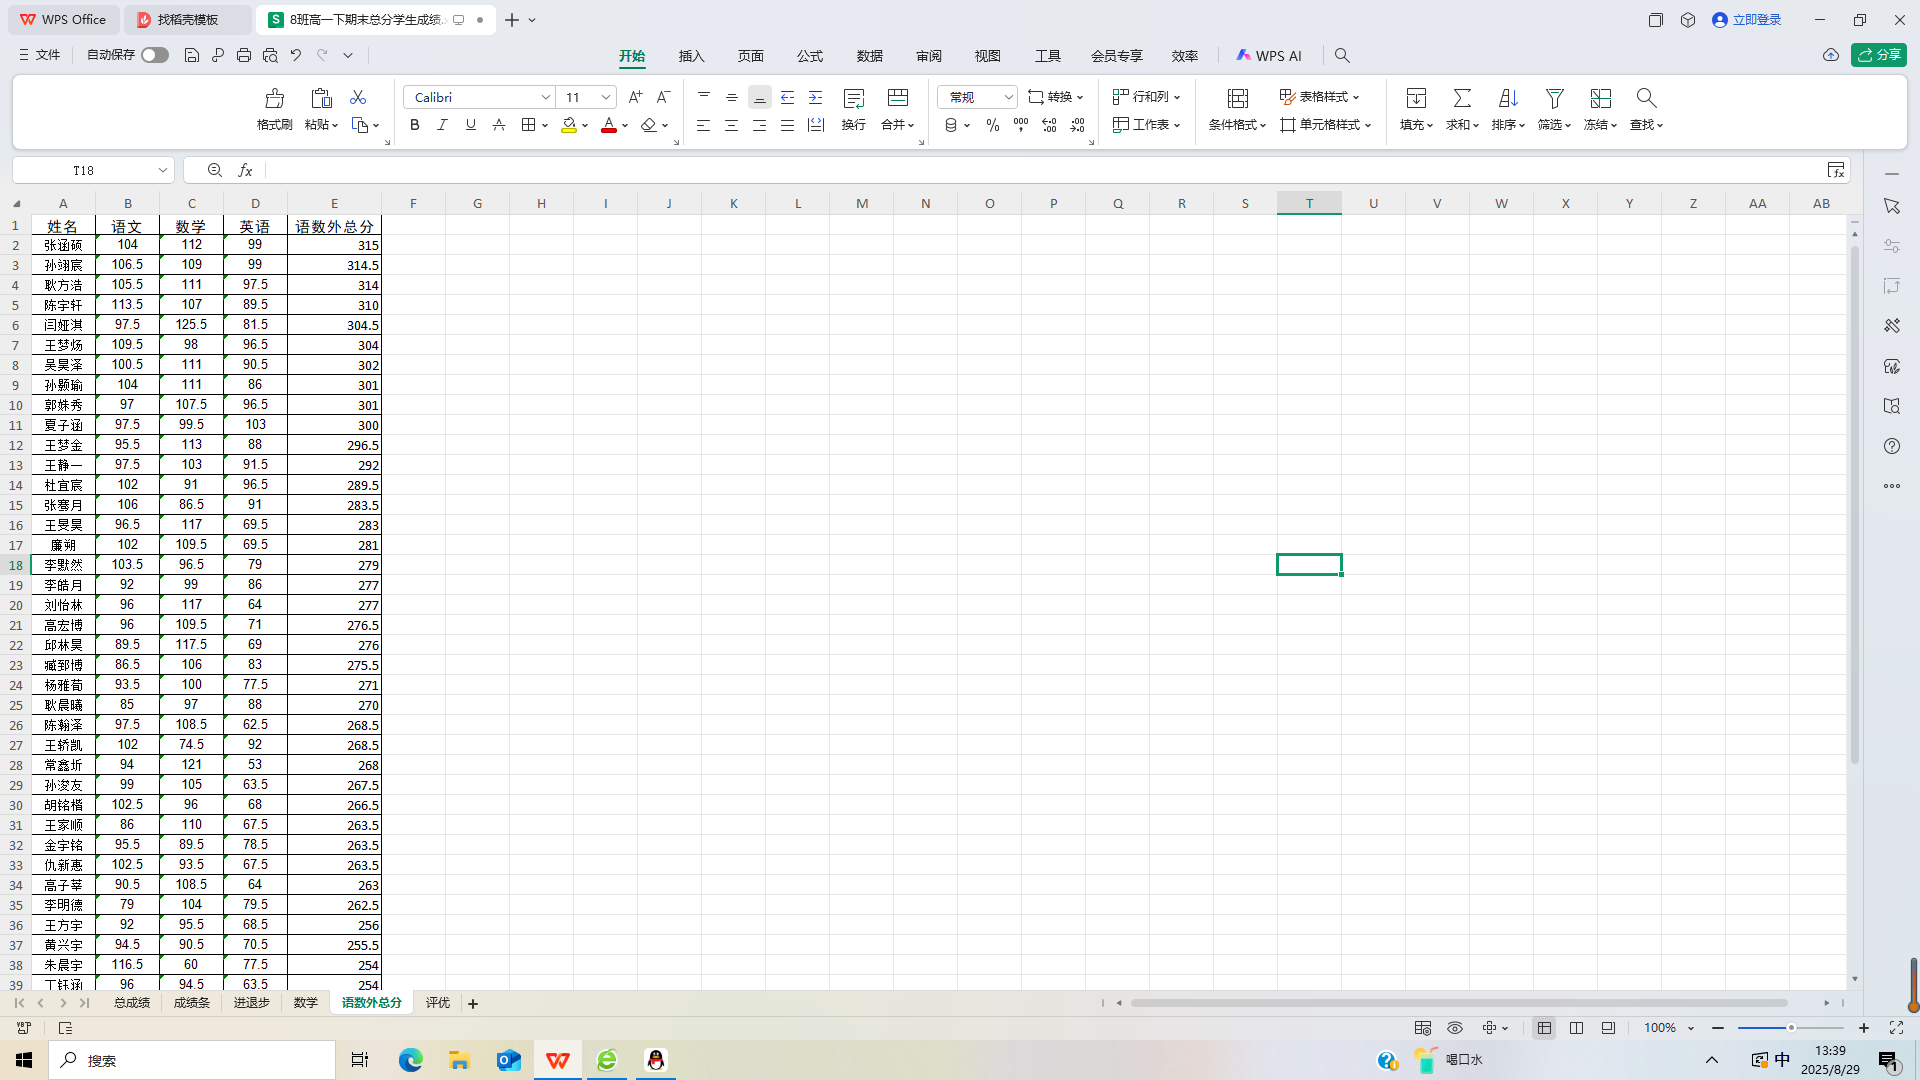 WPS Office 找稻壳模板 8班高一下期末总分学生成绩. 立即登录
文件 自动保存 开始 插入 页面 公式 数据 审阅 视图 工具 会员专享 效率 WPS AI 分享
Calibri 11 常规 转换 行和列 表格样式
格式刷 粘贴 换行 合并 工作表 条件格式 单元格样式 填充 求和 排序 筛选 冻结 查找
T18
A B C D E F G H I J K L M N O P Q R S T U V W X Y Z AA AB
1 姓名 语文 数学 英语 语数外总分
2 张涵硕 104 112 99 315
3 孙翊宸 106.5 109 99 314.5
4 耿方浩 105.5 111 97.5 314
5 陈宇轩 113.5 107 89.5 310
6 闫娅淇 97.5 125.5 81.5 304.5
7 王梦炀 109.5 98 96.5 304
8 吴昊泽 100.5 111 90.5 302
9 孙颢瑜 104 111 86 301
10 郭姝秀 97 107.5 96.5 301
11 夏子涵 97.5 99.5 103 300
12 王梦金 95.5 113 88 296.5
13 王静一 97.5 103 91.5 292
14 杜宜宸 102 91 96.5 289.5
15 张骞月 106 86.5 91 283.5
16 王旻昊 96.5 117 69.5 283
17 廉朔 102 109.5 69.5 281
18 李默然 103.5 96.5 79 279
19 李皓月 92 99 86 277
20 刘怡林 96 117 64 277
21 高宏博 96 109.5 71 276.5
22 邱林昊 89.5 117.5 69 276
23 臧郅博 86.5 106 83 275.5
24 杨雅荀 93.5 100 77.5 271
25 耿晨曦 85 97 88 270
26 陈翰泽 97.5 108.5 62.5 268.5
27 王轿凯 102 74.5 92 268.5
28 常鑫圻 94 121 53 268
29 孙浚友 99 105 63.5 267.5
30 胡铭楷 102.5 96 68 266.5
31 王家顺 86 110 67.5 263.5
32 金宇铭 95.5 89.5 78.5 263.5
33 仇新惠 102.5 93.5 67.5 263.5
34 高子莘 90.5 108.5 64 263
35 李明德 79 104 79.5 262.5
36 王方宇 92 95.5 68.5 256
37 黄兴宇 94.5 90.5 70.5 255.5
38 朱晨宇 116.5 60 77.5 254
39 丁钰涵 96 94.5 63.5 254
总成绩 成绩条 进退步 数学 语数外总分 评优
100%
搜索 喝口水 中 13:39
2025/8/29